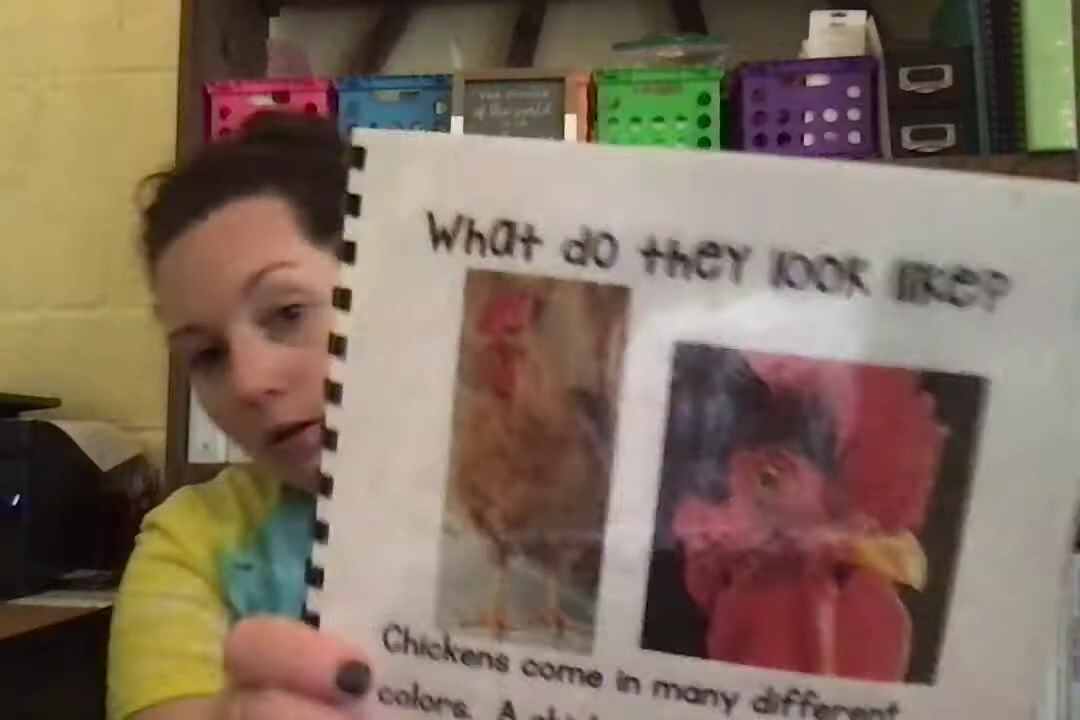 What do they look like?
Chickens come in many different
colors. A